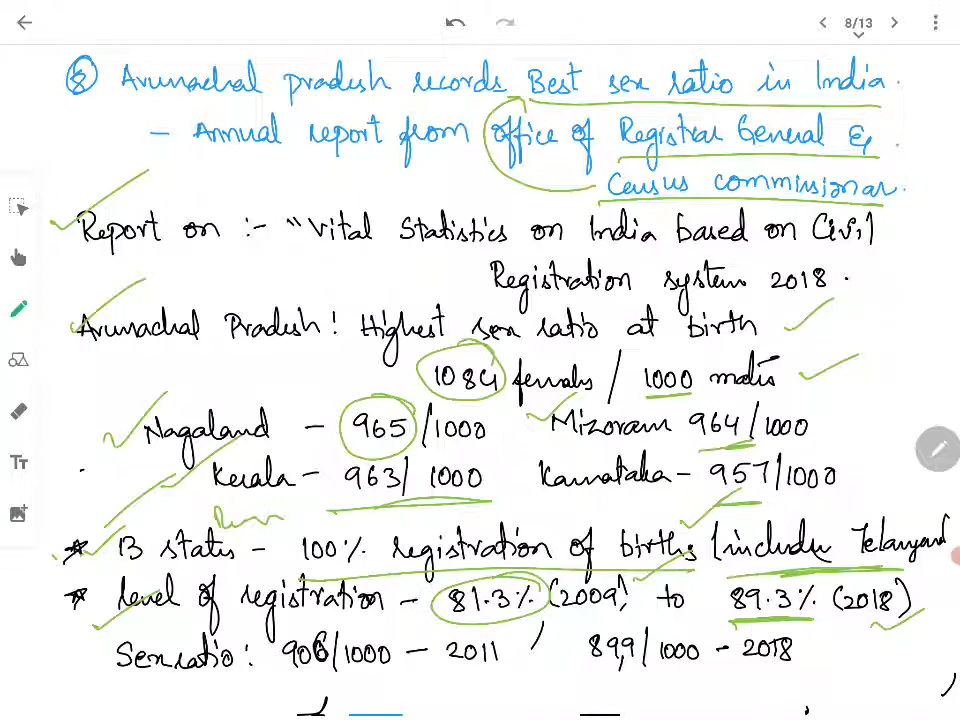 8/13
⑧ Arunachal pradesh records Best sex ratio in India.
- Annual report from office of Registrar General &
Census commissionar.
Report on :- "Vital Statistics on India based on Civil
Registration system 2018.
Arunachal Pradesh: Highest sex ratio at birth
1084 females / 1000 males
Nagaland - 965/1000 Mizoram 964/1000
Kerala - 963/1000 Karnataka - 957/1000
* 13 states - 100% registration of births (include Telangana
* level of registration - 81.3% (2009) to 89.3% (2018)
Sex ratio: 906/1000 - 2011, 899/1000 - 2018
Tт